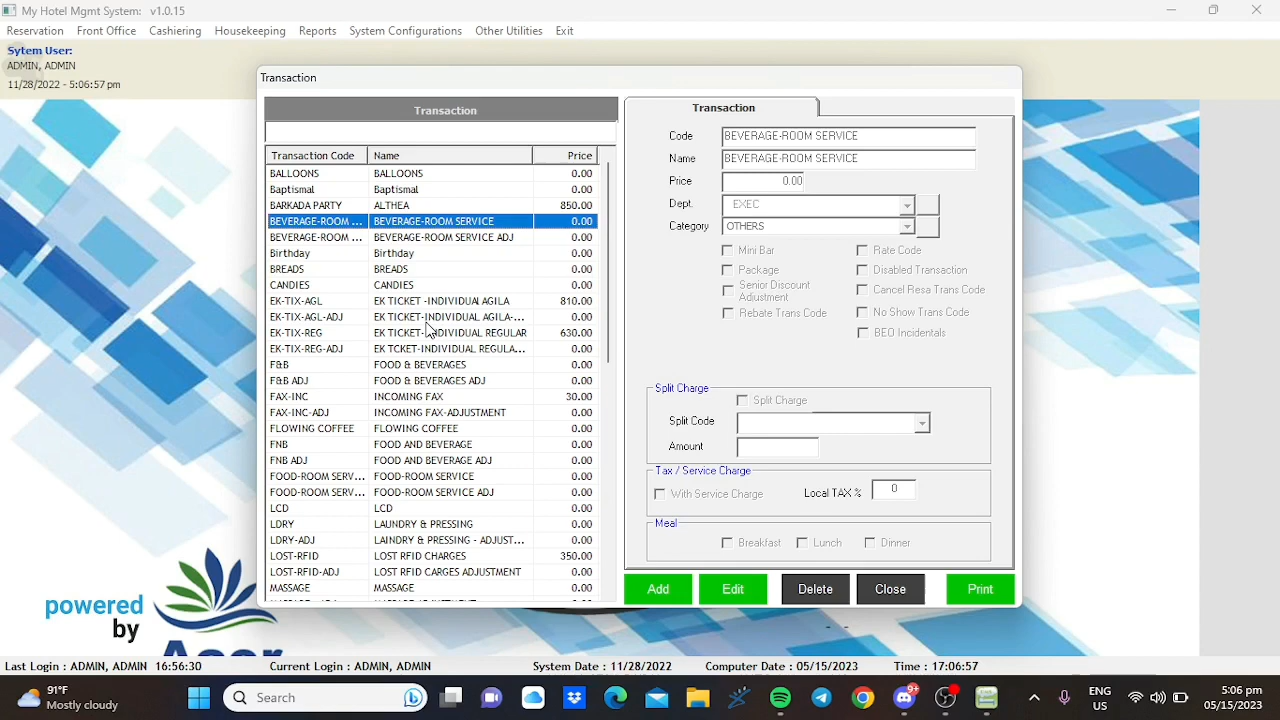 My Hotel Mgmt System: v1.0.15
Reservation Front Office Cashiering Housekeeping Reports System Configurations Other Utilities Exit
Sytem User:
ADMIN, ADMIN
11/28/2022 - 5:06:57 pm
Transaction
Transaction
Transaction Code Name Price
BALLOONS BALLOONS 0.00
Baptismal Baptismal 0.00
BARKADA PARTY ALTHEA 850.00
BEVERAGE-ROOM ... BEVERAGE-ROOM SERVICE 0.00
BEVERAGE-ROOM ... BEVERAGE-ROOM SERVICE ADJ 0.00
Birthday Birthday 0.00
BREADS BREADS 0.00
CANDIES CANDIES 0.00
EK-TIX-AGL EK TICKET -INDIVIDUAL AGILA 810.00
EK-TIX-AGL-ADJ EK TICKET-INDIVIDUAL AGILA-... 0.00
EK-TIX-REG EK TICKET-INDIVIDUAL REGULAR 630.00
EK-TIX-REG-ADJ EK TCKET-INDIVIDUAL REGULA... 0.00
F&B FOOD & BEVERAGES 0.00
F&B ADJ FOOD & BEVERAGES ADJ 0.00
FAX-INC INCOMING FAX 30.00
FAX-INC-ADJ INCOMING FAX-ADJUSTMENT 0.00
FLOWING COFFEE FLOWING COFFEE 0.00
FNB FOOD AND BEVERAGE 0.00
FNB ADJ FOOD AND BEVERAGE ADJ 0.00
FOOD-ROOM SERV... FOOD-ROOM SERVICE 0.00
FOOD-ROOM SERV... FOOD-ROOM SERVICE ADJ 0.00
LCD LCD 0.00
LDRY LAUNDRY & PRESSING 0.00
LDRY-ADJ LAINDRY & PRESSING - ADJUST... 0.00
LOST-RFID LOST RFID CHARGES 350.00
LOST-RFID-ADJ LOST RFID CARGES ADJUSTMENT 0.00
MASSAGE MASSAGE 0.00
Transaction
Code BEVERAGE-ROOM SERVICE
Name BEVERAGE-ROOM SERVICE
Price 0.00
Dept. EXEC
Category OTHERS
Mini Bar Rate Code
Package Disabled Transaction
Senior Discount Adjustment Cancel Resa Trans Code
Rebate Trans Code No Show Trans Code
BEO Incidentals
Split Charge
Split Charge
Split Code
Amount
Tax / Service Charge
With Service Charge Local TAX % 0
Meal
Breakfast Lunch Dinner
Add Edit Delete Close Print
powered
by
Last Login : ADMIN, ADMIN 16:56:30 Current Login : ADMIN, ADMIN System Date : 11/28/2022 Computer Date : 05/15/2023 Time : 17:06:57
91°F
Mostly cloudy
Search
9+
ENG
US
5:06 pm
05/15/2023